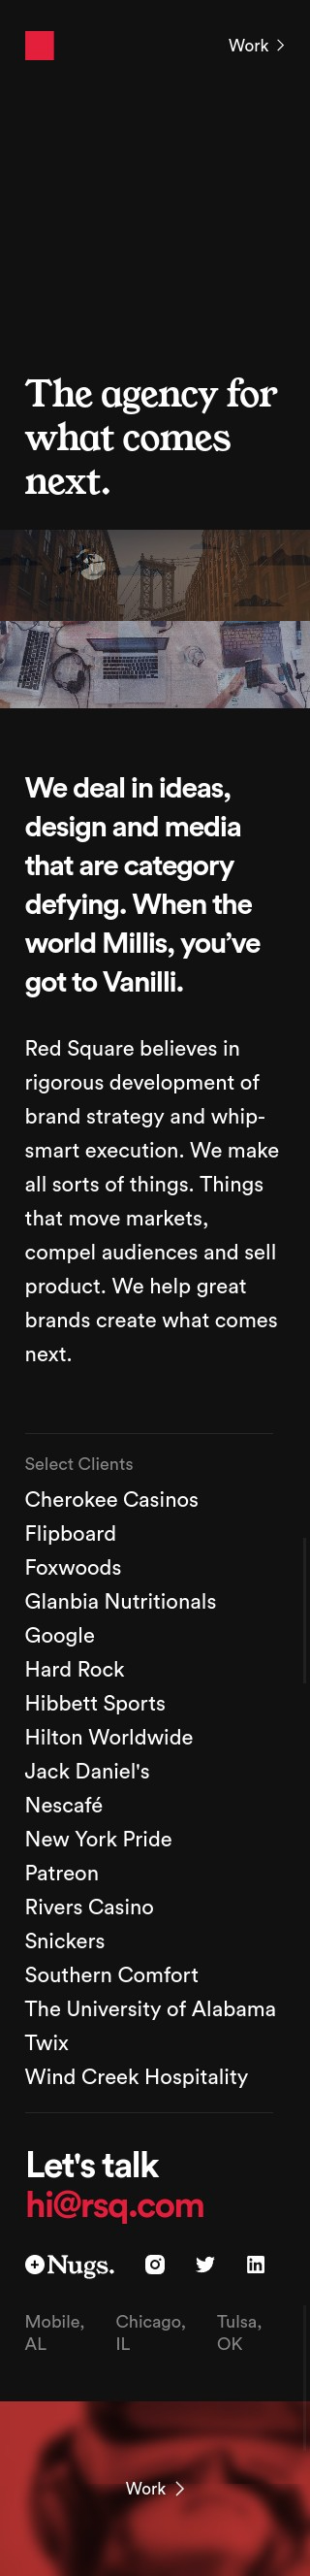 Work
The agency for
what comes
next.
We deal in ideas,
design and media
that are category
defying. When the
world Millis, you’ve
got to Vanilli.
Red Square believes in
rigorous development of
brand strategy and whip-
smart execution. We make
all sorts of things. Things
that move markets,
compel audiences and sell
product. We help great
brands create what comes
next.
Select Clients
Cherokee Casinos
Flipboard
Foxwoods
Glanbia Nutritionals
Google
Hard Rock
Hibbett Sports
Hilton Worldwide
Jack Daniel's
Nescafé
New York Pride
Patreon
Rivers Casino
Snickers
Southern Comfort
The University of Alabama
Twix
Wind Creek Hospitality
Let's talk
hi@rsq.com
Nugs.
Mobile, AL
Chicago, IL
Tulsa, OK
Work